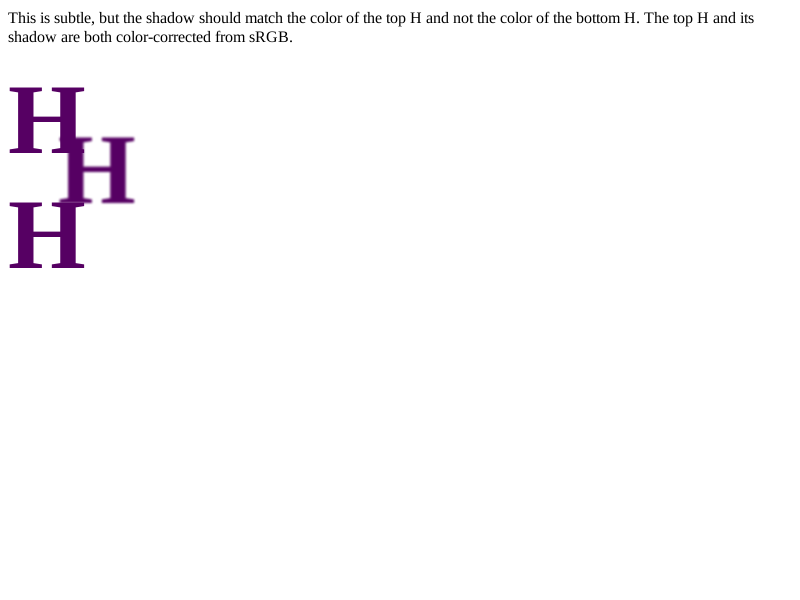 This is subtle, but the shadow should match the color of the top H and not the color of the bottom H. The top H and its
shadow are both color-corrected from sRGB.
H
H
H